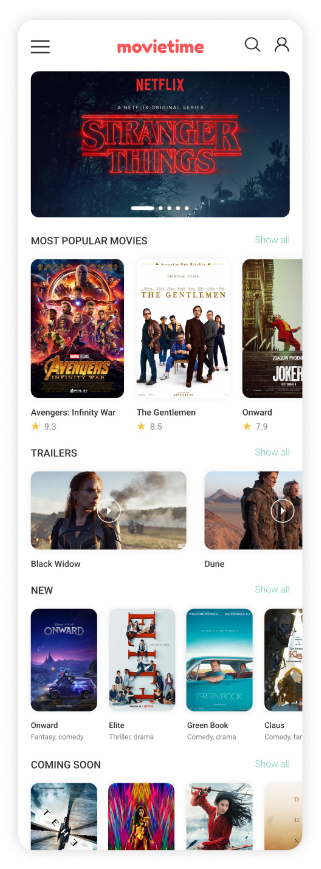 movietime
NETFLIX
A NETFLIX ORIGINAL SERIES
STRANGER
THINGS
MOST POPULAR MOVIES
Show all
AVENGERS
INFINITY WAR
THE GENTLEMEN
JOAQUIN PHOENIX
JOKER
Avengers: Infinity War
The Gentlemen
Onward
9.3
8.5
7.9
TRAILERS
Show all
Black Widow
Dune
NEW
Show all
ONWARD
ELITE
GREEN BOOK
Onward
Elite
Green Book
Claus
Fantasy, comedy
Thriller, drama
Comedy, drama
Comedy, far
COMING SOON
Show all
TENET
D
U
N